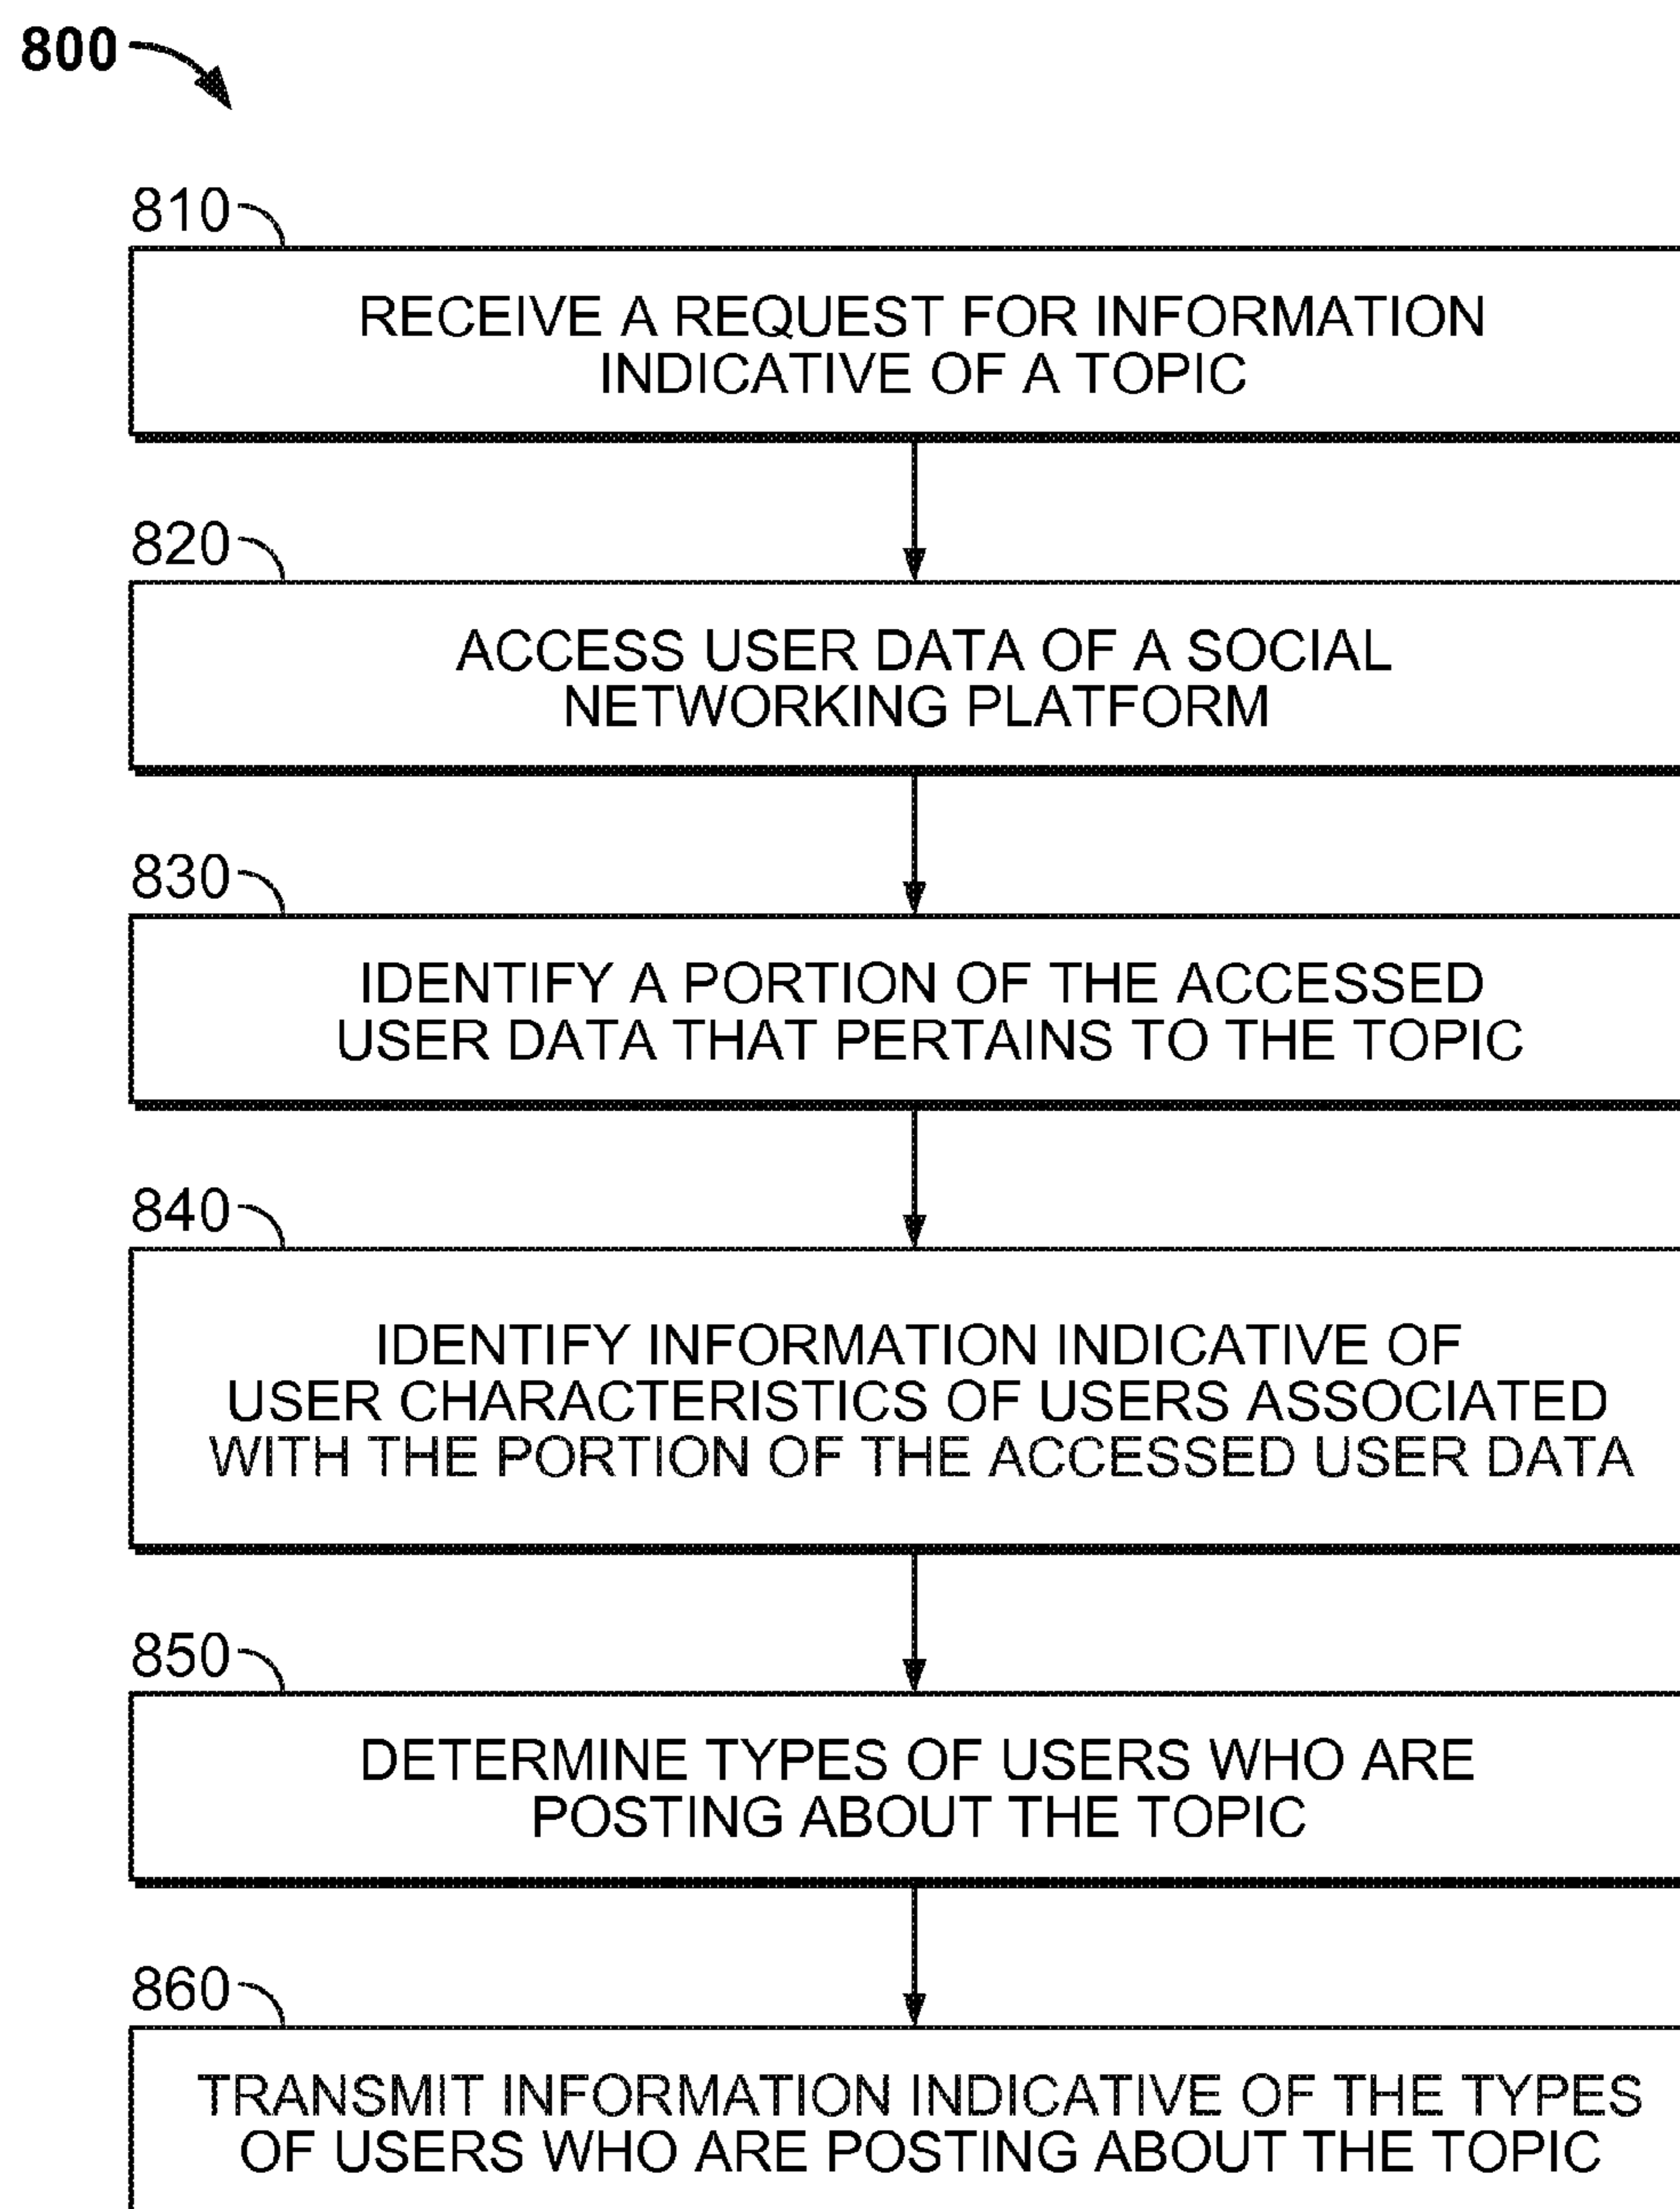 800
810
RECEIVE A REQUEST FOR INFORMATION
INDICATIVE OF A TOPIC
820
ACCESS USER DATA OF A SOCIAL
NETWORKING PLATFORM
830
IDENTIFY A PORTION OF THE ACCESSED
USER DATA THAT PERTAINS TO THE TOPIC
840
IDENTIFY INFORMATION INDICATIVE OF
USER CHARACTERISTICS OF USERS ASSOCIATED
WITH THE PORTION OF THE ACCESSED USER DATA
850
DETERMINE TYPES OF USERS WHO ARE
POSTING ABOUT THE TOPIC
860
TRANSMIT INFORMATION INDICATIVE OF THE TYPES
OF USERS WHO ARE POSTING ABOUT THE TOPIC